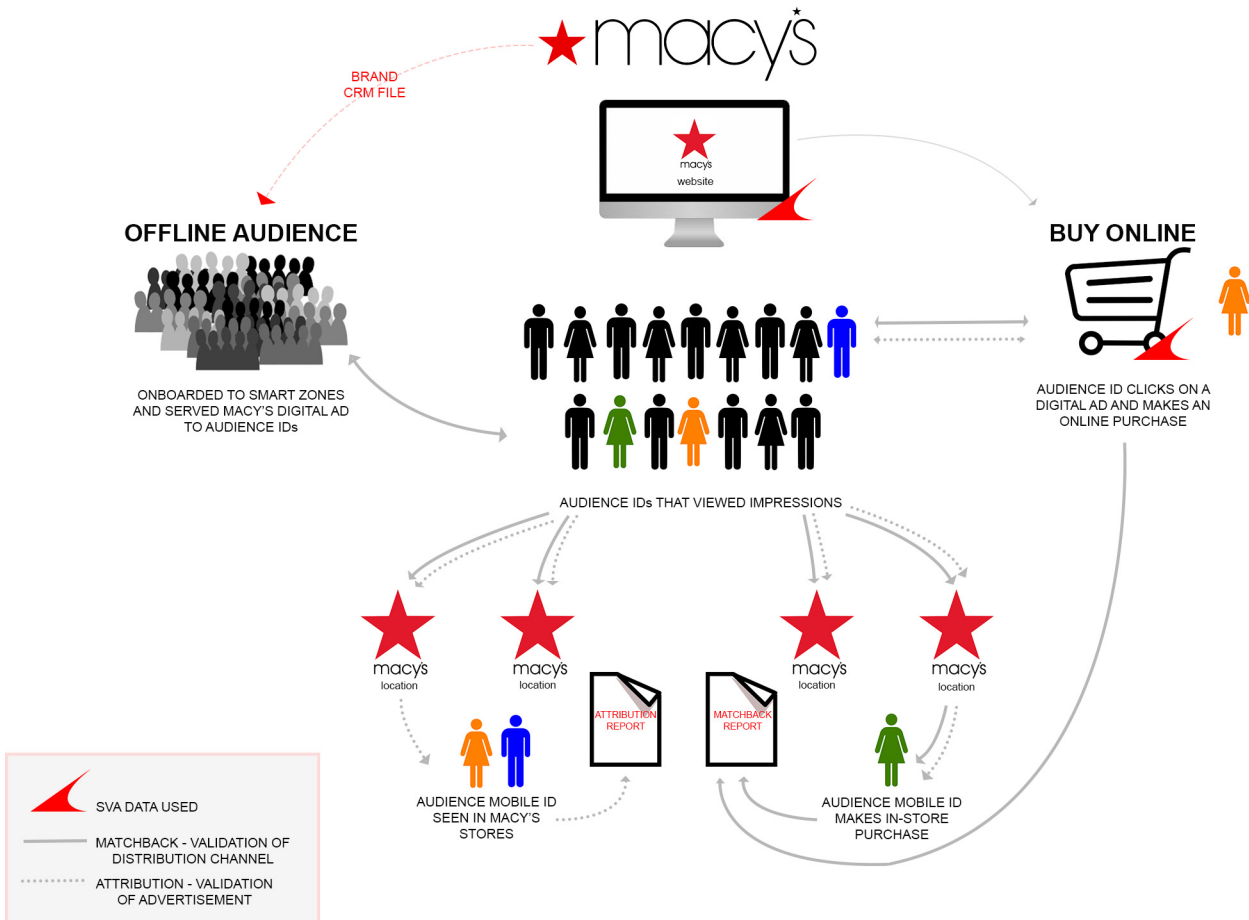 macy's
BRAND
CRM FILE
macy's
website
OFFLINE AUDIENCE
BUY ONLINE
ONBOARDED TO SMART ZONES
AND SERVED MACY'S DIGITAL AD
TO AUDIENCE IDs
AUDIENCE ID CLICKS ON A
DIGITAL AD AND MAKES AN
ONLINE PURCHASE
AUDIENCE IDs THAT VIEWED IMPRESSIONS
macy's
location
macy's
location
macy's
location
macy's
location
ATTRIBUTION
REPORT
MATCHBACK
REPORT
AUDIENCE MOBILE ID
SEEN IN MACY'S
STORES
AUDIENCE MOBILE ID
MAKES IN-STORE
PURCHASE
SVA DATA USED
MATCHBACK - VALIDATION OF
DISTRIBUTION CHANNEL
ATTRIBUTION - VALIDATION
OF ADVERTISEMENT